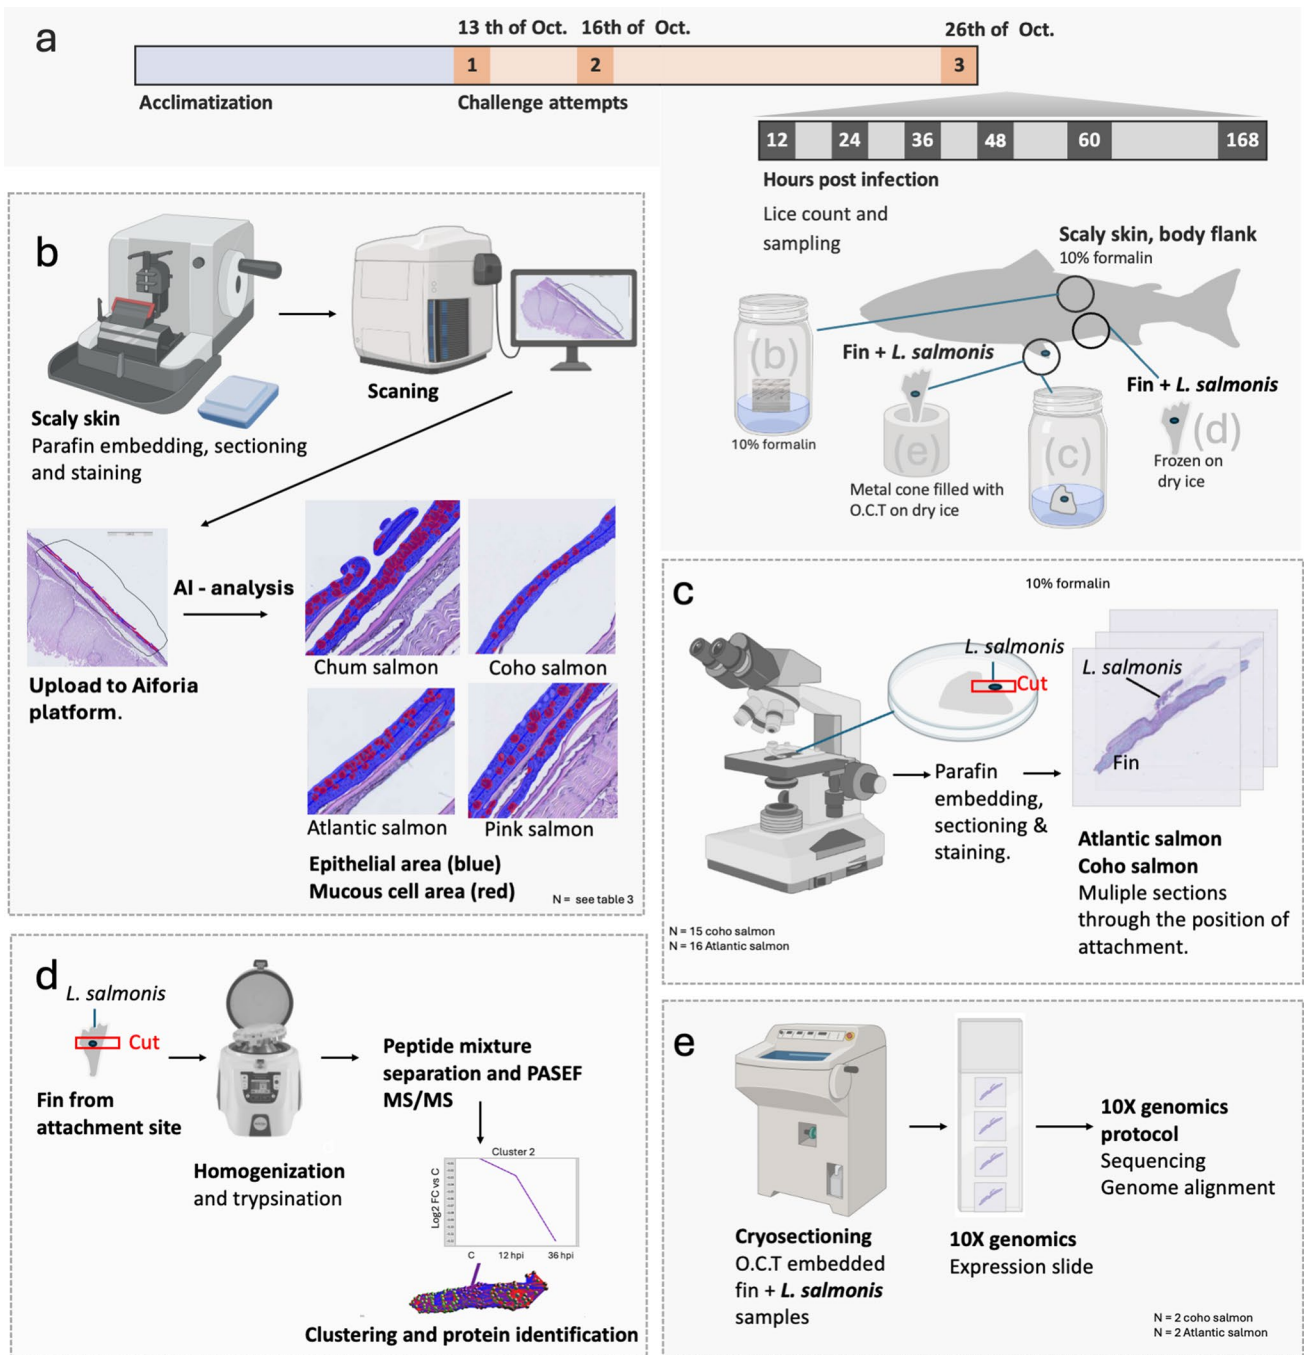 a
13 th of Oct. 16th of Oct.
26th of Oct.
1
2
3
Acclimatization
Challenge attempts
12
24
36
48
60
168
Hours post infection
Lice count and
sampling
Scaly skin, body flank
10% formalin
(b)
10% formalin
Fin + L. salmonis
(e)
Metal cone filled with
O.C.T on dry ice
(c)
Fin + L. salmonis
(d)
Frozen on
dry ice
b
Scaly skin
Parafin embedding, sectioning
and staining
Scaning
Upload to Aiforia
platform.
AI - analysis
Chum salmon
Coho salmon
Atlantic salmon
Pink salmon
Epithelial area (blue)
Mucous cell area (red)
N = see table 3
c
10% formalin
L. salmonis
Cut
L. salmonis
Fin
Parafin
embedding,
sectioning &
staining.
Atlantic salmon
Coho salmon
Muliple sections
through the position of
attachment.
N = 15 coho salmon
N = 16 Atlantic salmon
d
L. salmonis
Cut
Fin from
attachment site
Homogenization
and trypsination
Peptide mixture
separation and PASEF
MS/MS
Cluster 2
Log2 FC vs C
C
12 hpi
36 hpi
Clustering and protein identification
e
Cryosectioning
O.C.T embedded
fin + L. salmonis
samples
10X genomics
Expression slide
10X genomics
protocol
Sequencing
Genome alignment
N = 2 coho salmon
N = 2 Atlantic salmon